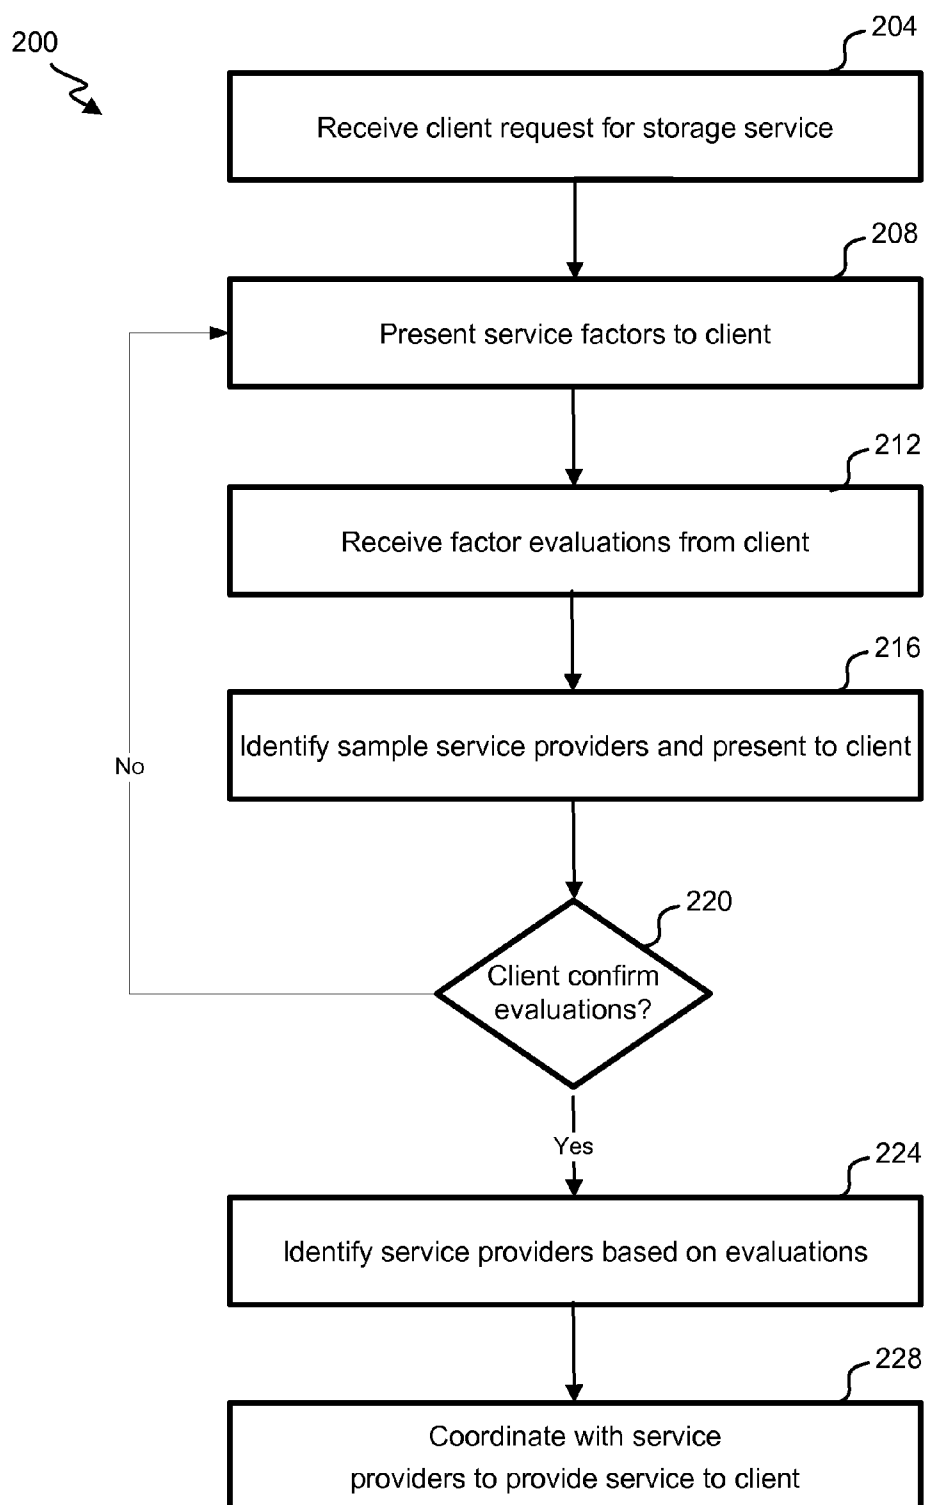 200
204
Receive client request for storage service
208
Present service factors to client
212
Receive factor evaluations from client
216
Identify sample service providers and present to client
No
220
Client confirm
evaluations?
Yes
224
Identify service providers based on evaluations
228
Coordinate with service
providers to provide service to client